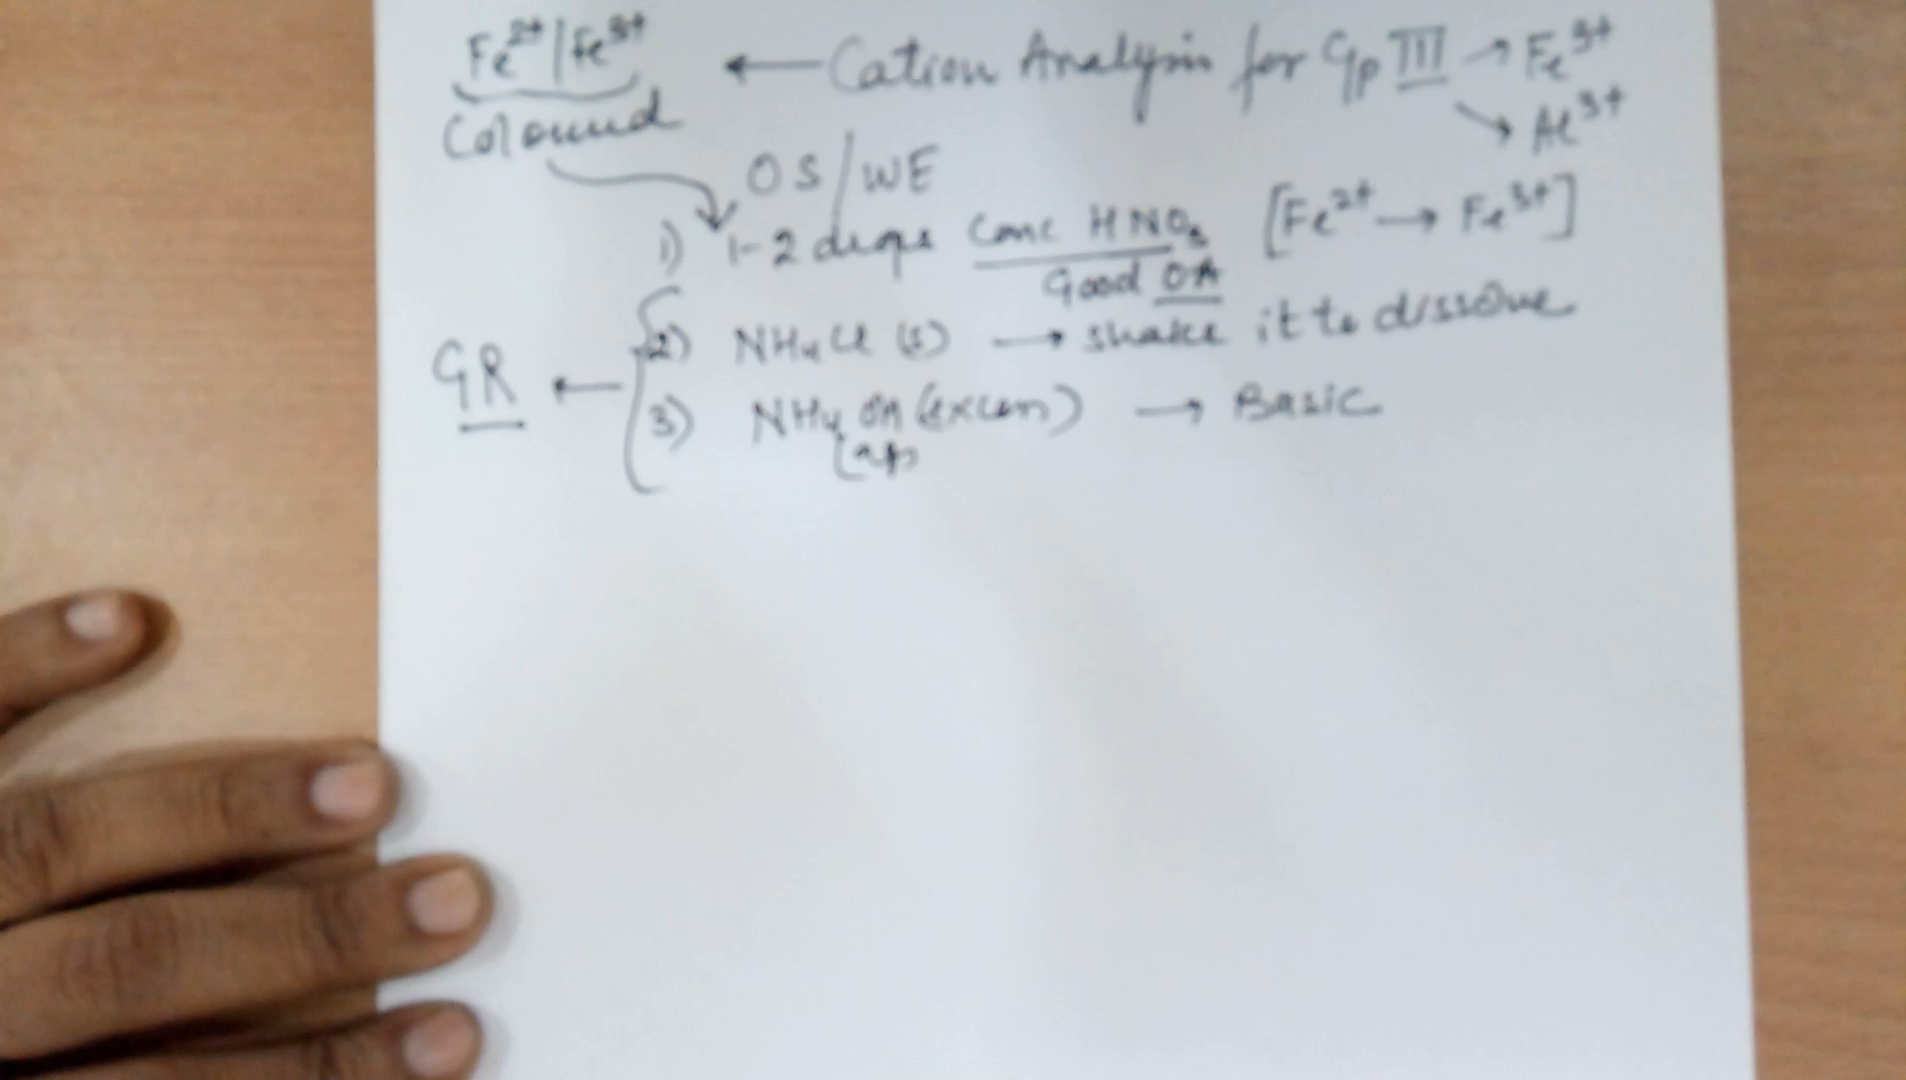 Fe²⁺/Fe³⁺ ← Cation Analysis for Gp III → Fe³⁺
Coloured ↘ Al³⁺
OS/WE
1) 1-2 drops Conc HNO₃ [Fe²⁺ → Fe³⁺]
Good OA
2) NH₄Cl (s) → shake it to dissolve
GR ← 3) NH₄OH (excess) → Basic
(aq)